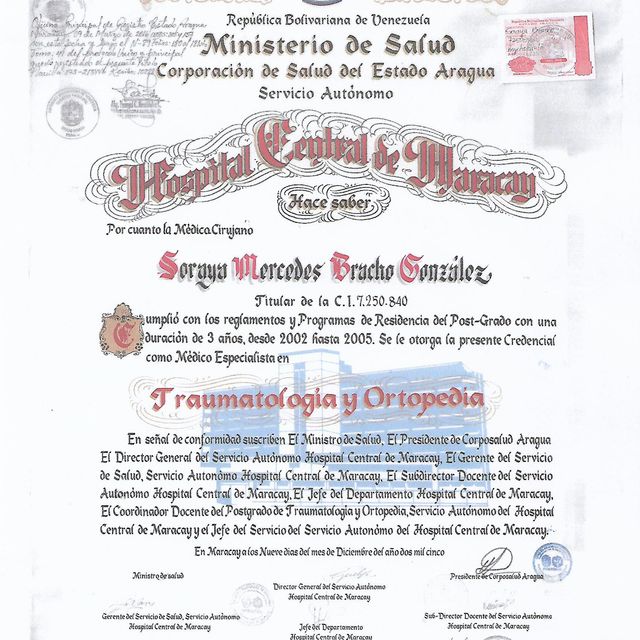 República Bolivariana de Venezuela
Ministerio de Salud
Corporación de Salud del Estado Aragua
Servicio Autónomo
Hospital Central de Maracay
Hace saber
Por cuanto la Médica Cirujano
Soraya Mercedes Bracho González
Titular de la C.I. 7.250.840
Cumplió con los reglamentos y Programas de Residencia del Post-Grado con una
duración de 3 años, desde 2002 hasta 2005. Se le otorga la presente Credencial
como Médico Especialista en
Traumatología y Ortopedia
En señal de conformidad suscriben El Ministro de Salud, El Presidente de Corposalud Aragua
El Director General del Servicio Autónomo Hospital Central de Maracay, El Gerente del Servicio
de Salud, Servicio Autónomo Hospital Central de Maracay, El Subdirector Docente del Servicio
Autonómo Hospital Central de Maracay, El Jefe del Departamento Hospital Central de Maracay,
El Coordinador Docente del Postgrado de Traumatología y Ortopedia, Servicio Autónomo del Hospital
Central de Maracay y el Jefe del Servicio del Servicio Autónomo del Hospital Central de Maracay.
En Maracay a los Nueve dias del mes de Diciembre del año dos mil cinco
Ministro de salud
Director General del Servicio Autónomo
Hospital Central de Maracay
Presidente de Corposalud Aragua
Gerente del Servicio de Salud, Servicio Autónomo
Hospital Central de Maracay
Jefe del Departamento
Hospital Central de Maracay
Sub-Director Docente del Servicio Autónomo
Hospital Central de Maracay